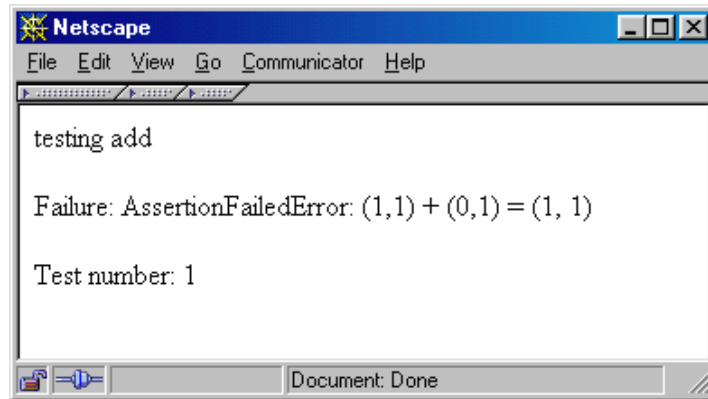 Netscape
File Edit View Go Communicator Help
testing add
Failure: AssertionFailedError: (1,1) + (0,1) = (1, 1)
Test number: 1
Document: Done